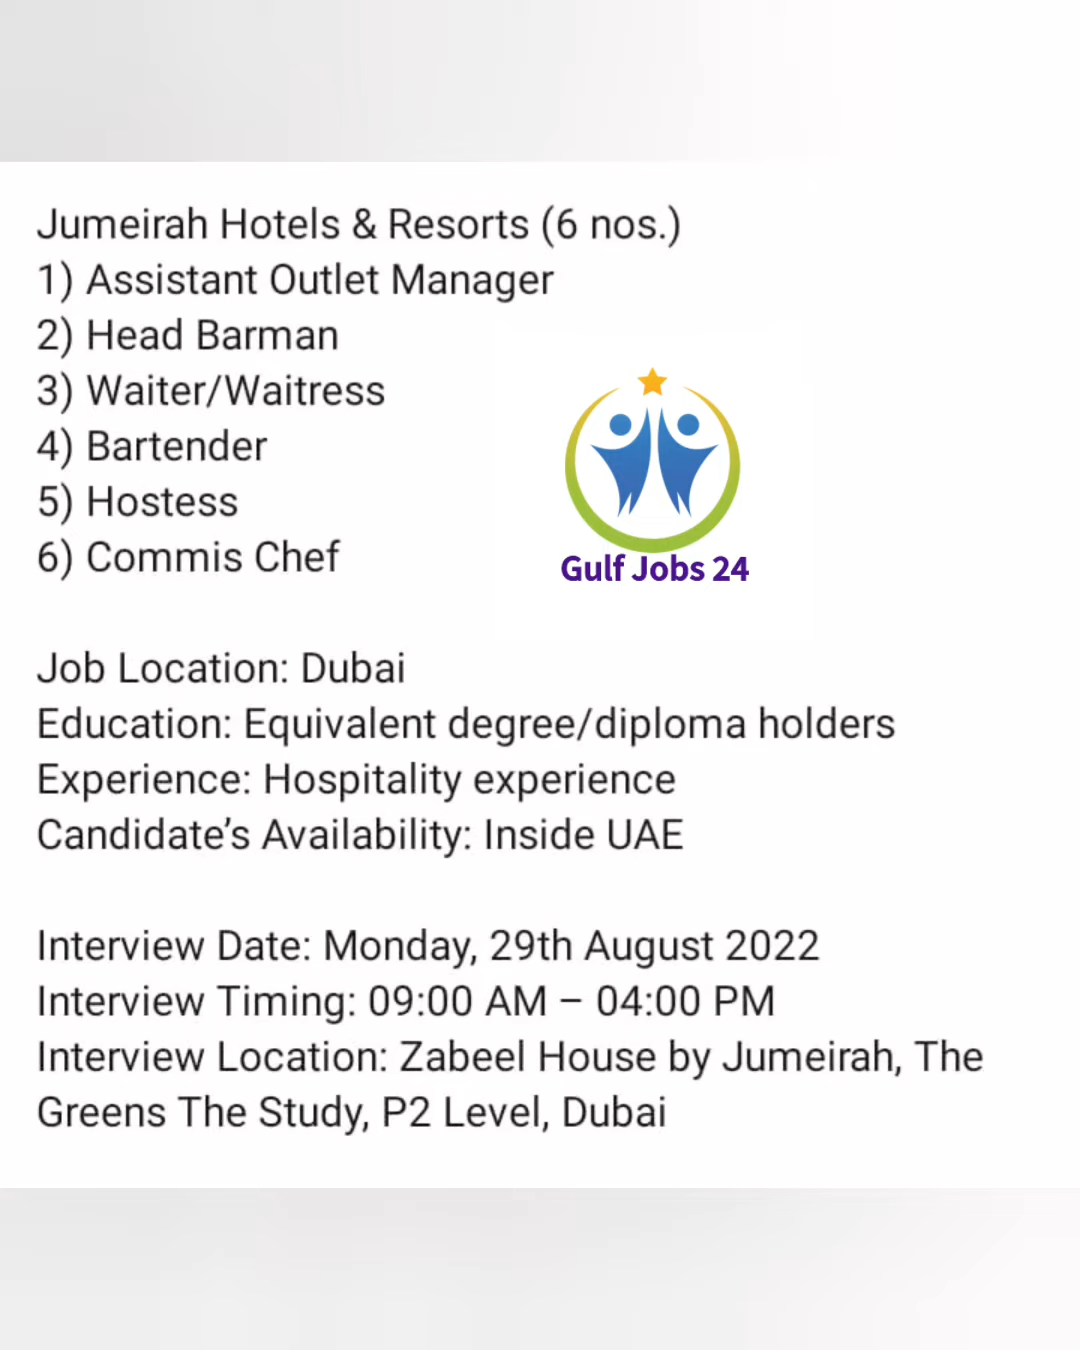 Jumeirah Hotels & Resorts (6 nos.)
1) Assistant Outlet Manager
2) Head Barman
3) Waiter/Waitress
4) Bartender
5) Hostess
6) Commis Chef
Gulf Jobs 24
Job Location: Dubai
Education: Equivalent degree/diploma holders
Experience: Hospitality experience
Candidate’s Availability: Inside UAE
Interview Date: Monday, 29th August 2022
Interview Timing: 09:00 AM – 04:00 PM
Interview Location: Zabeel House by Jumeirah, The
Greens The Study, P2 Level, Dubai